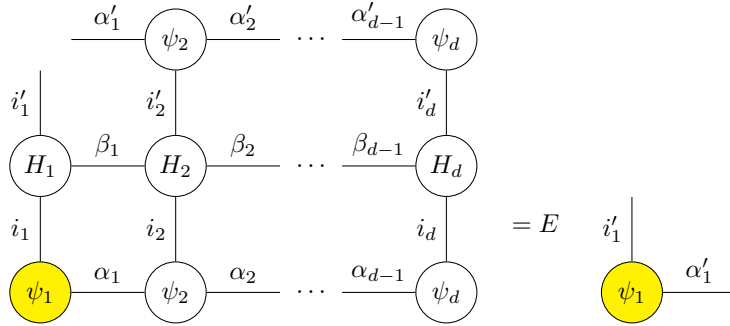 α′₁ ψ₂ α′₂ ⋯ α′_{d−1} ψ_d
i′₁ i′₂ i′_d
H₁ β₁ H₂ β₂ ⋯ β_{d−1} H_d
i₁ i₂ i_d = E i′₁
ψ₁ α₁ ψ₂ α₂ ⋯ α_{d−1} ψ_d ψ₁ α′₁